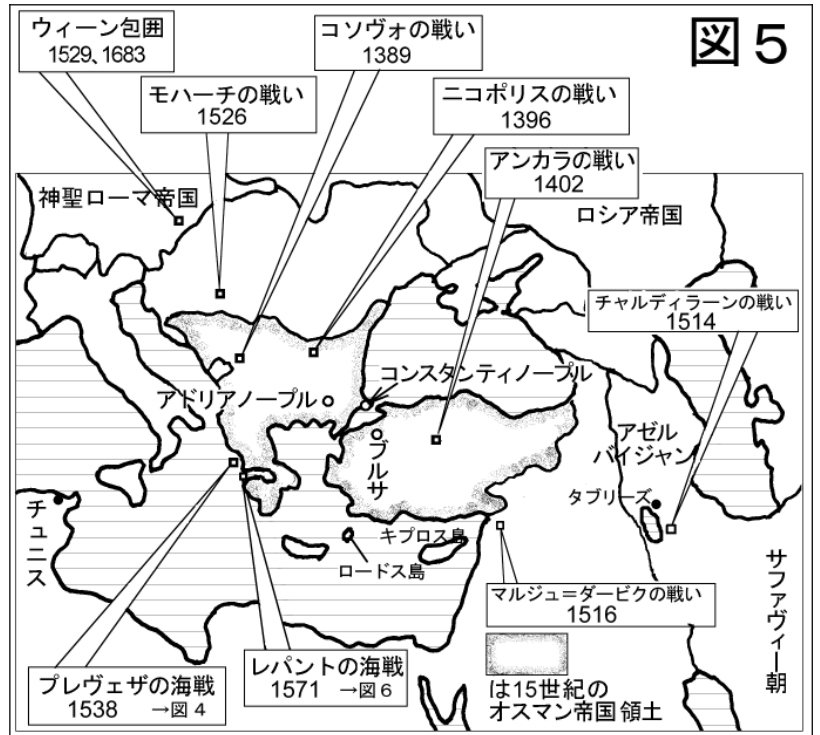 図5
ウィーン包囲
1529、1683
コソヴォの戦い
1389
モハーチの戦い
1526
ニコポリスの戦い
1396
アンカラの戦い
1402
神聖ローマ帝国
ロシア帝国
チャルディラーンの戦い
1514
コンスタンティノープル
アドリアノープル
ブルサ
アゼル
バイジャン
タブリーズ
チュニス
キプロス島
ロードス島
サファヴィー朝
マルジュ=ダービクの戦い
1516
レパントの海戦
1571 →図6
プレヴェザの海戦
1538 →図4
は15世紀の
オスマン帝国領土